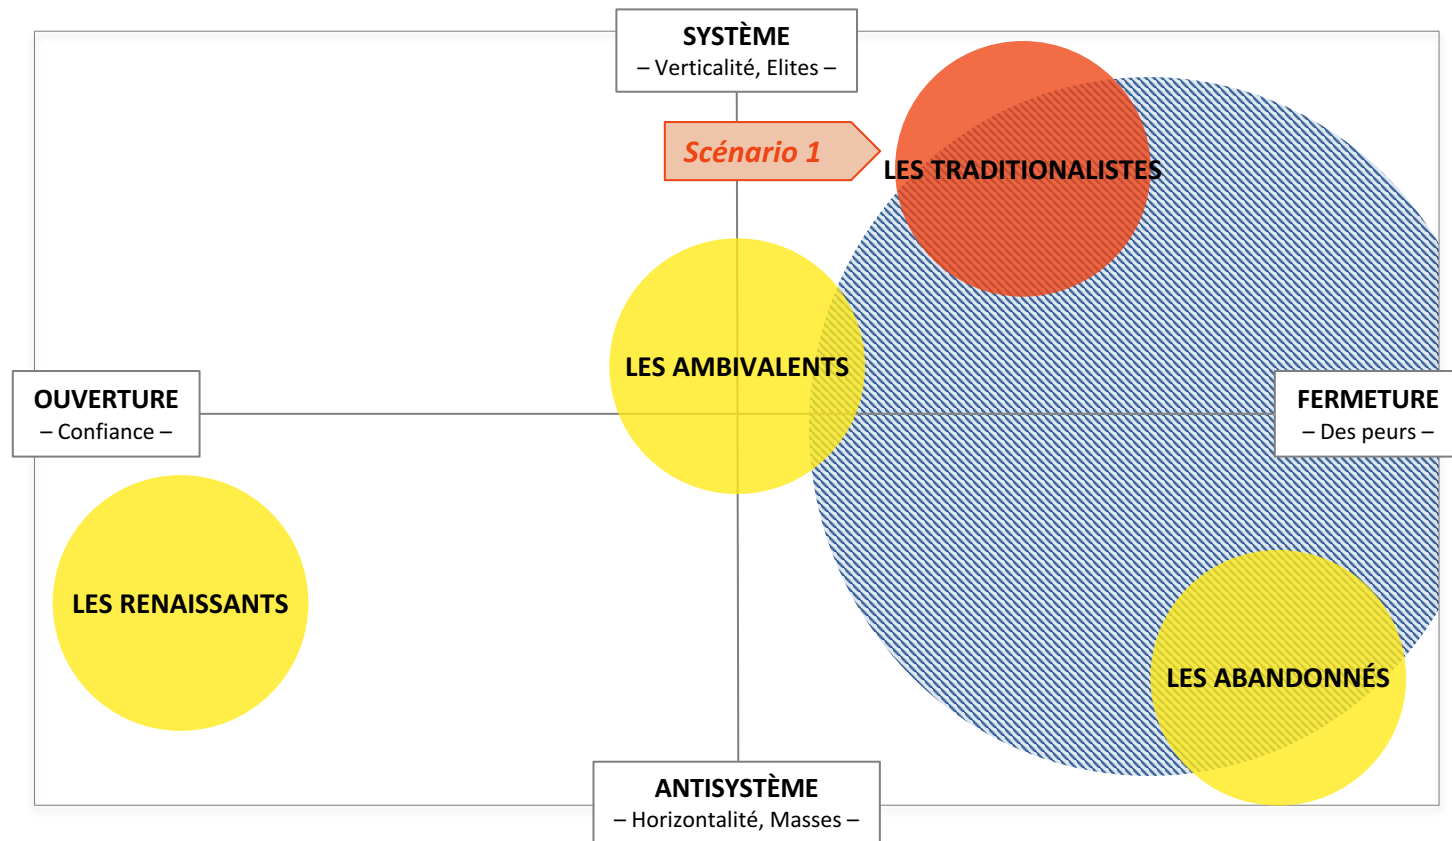 SYSTÈME
– Verticalité, Elites –
Scénario 1
LES TRADITIONALISTES
LES AMBIVALENTS
OUVERTURE
– Confiance –
FERMETURE
– Des peurs –
LES RENAISSANTS
LES ABANDONNÉS
ANTISYSTÈME
– Horizontalité, Masses –